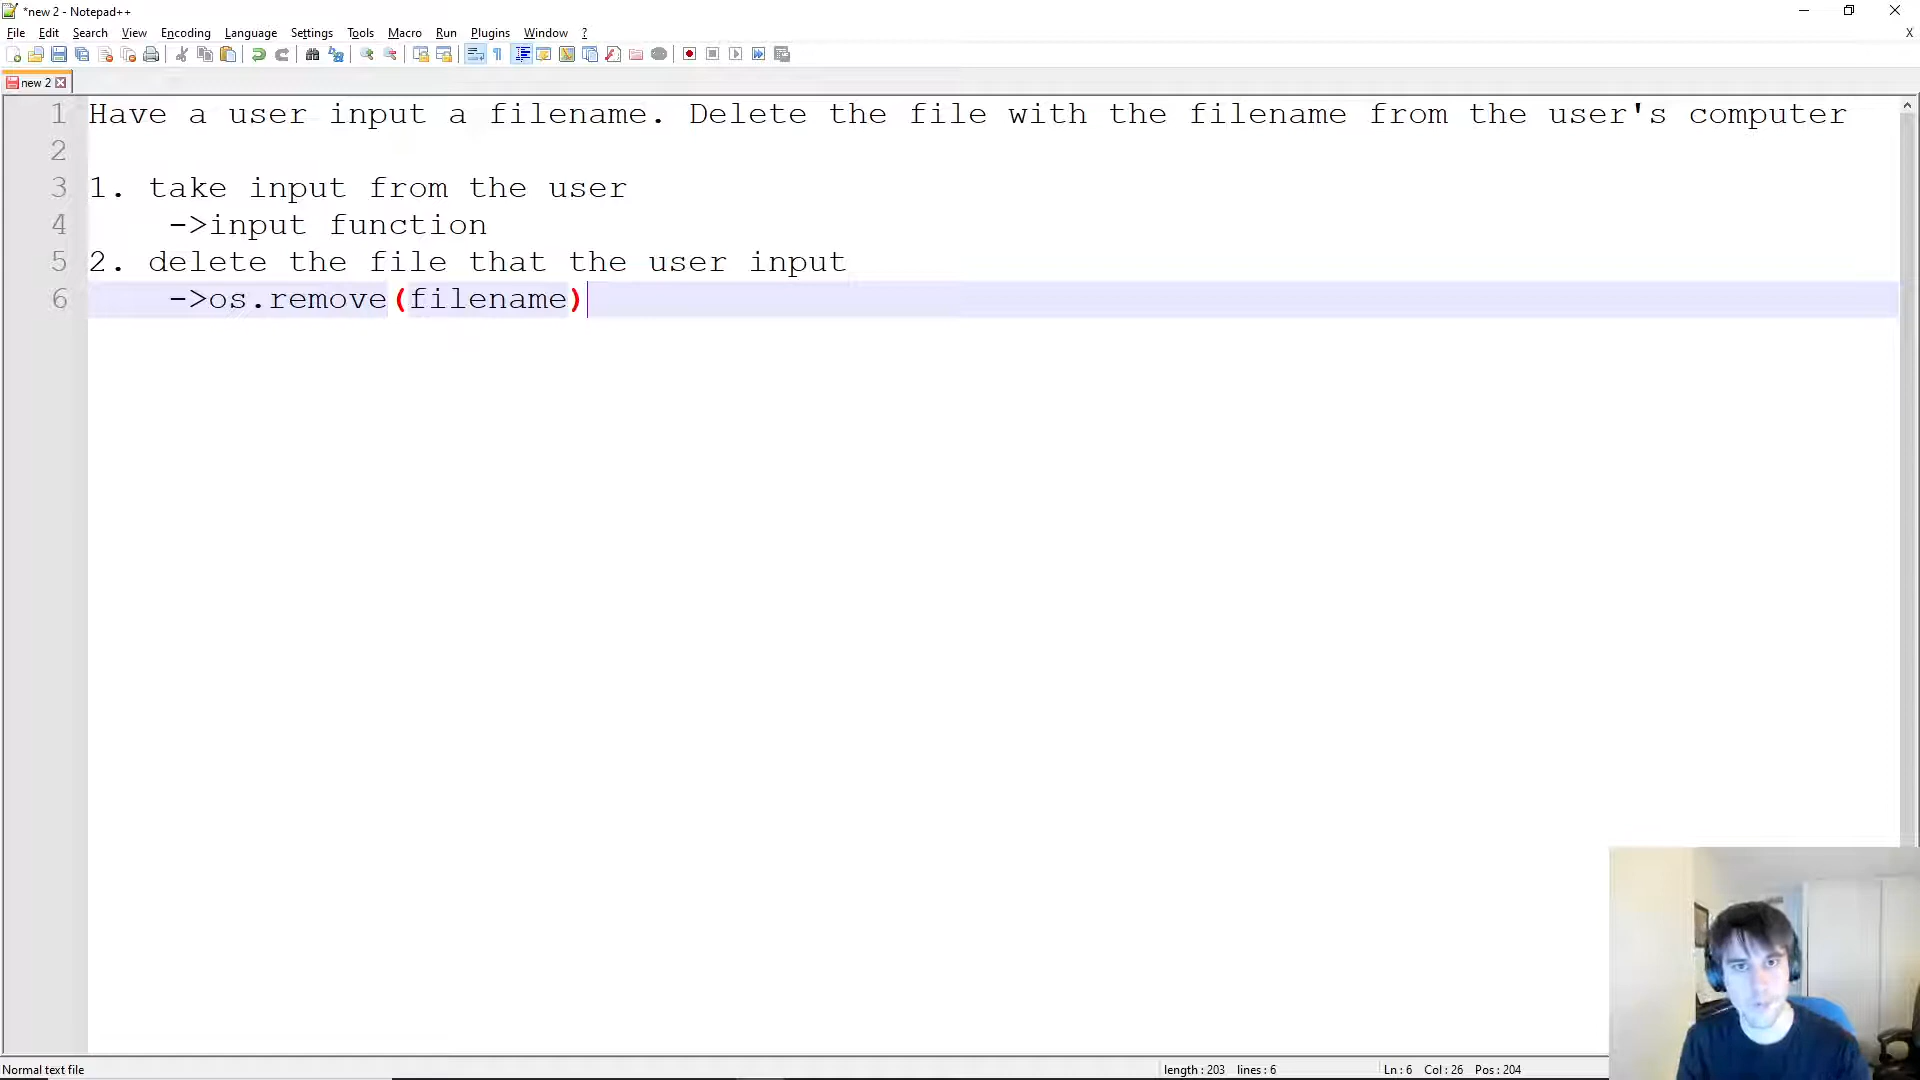 *new 2 - Notepad++
File Edit Search View Encoding Language Settings Tools Macro Run Plugins Window ?
X
new 2
1 Have a user input a filename. Delete the file with the filename from the user's computer
2
3 1. take input from the user
4 ->input function
5 2. delete the file that the user input
6 ->os.remove(filename)
Normal text file length : 203 lines : 6 Ln : 6 Col : 26 Pos : 204